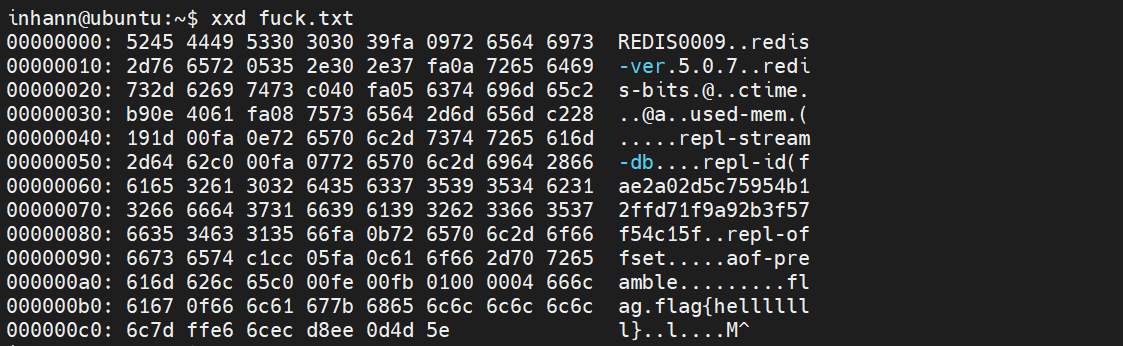 inhann@ubuntu:~$ xxd fuck.txt
00000000: 5245 4449 5330 3030 39fa 0972 6564 6973  REDIS0009..redis
00000010: 2d76 6572 0535 2e30 2e37 fa0a 7265 6469  -ver.5.0.7..redi
00000020: 732d 6269 7473 c040 fa05 6374 696d 65c2  s-bits.@..ctime.
00000030: b90e 4061 fa08 7573 6564 2d6d 656d c228  ..@a..used-mem.(
00000040: 191d 00fa 0e72 6570 6c2d 7374 7265 616d  .....repl-stream
00000050: 2d64 62c0 00fa 0772 6570 6c2d 6964 2866  -db....repl-id(f
00000060: 6165 3261 3032 6435 6337 3539 3534 6231  ae2a02d5c75954b1
00000070: 3266 6664 3731 6639 6139 3262 3366 3537  2ffd71f9a92b3f57
00000080: 6635 3463 3135 66fa 0b72 6570 6c2d 6f66  f54c15f..repl-of
00000090: 6673 6574 c1cc 05fa 0c61 6f66 2d70 7265  fset.....aof-pre
000000a0: 616d 626c 65c0 00fe 00fb 0100 0004 666c  amble.........fl
000000b0: 6167 0f66 6c61 677b 6865 6c6c 6c6c 6c6c  ag.flag{hellllll
000000c0: 6c7d ffe6 6cec d8ee 0d4d 5e              l}..l....M^